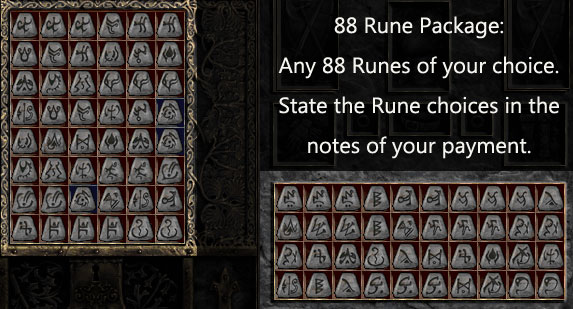 88 Rune Package:
Any 88 Runes of your choice.
State the Rune choices in the
notes of your payment.